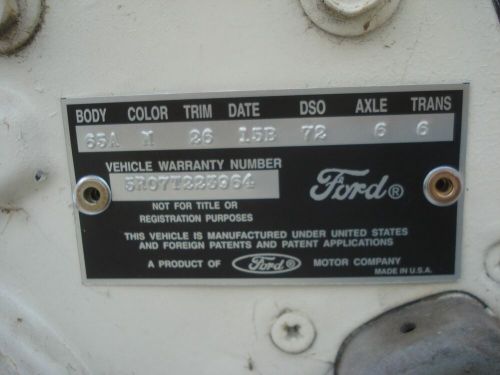 BODY COLOR TRIM DATE DSO AXLE TRANS
65A M 26 15B 72 6 6
VEHICLE WARRANTY NUMBER
5R07T223964
Ford®
NOT FOR TITLE OR
REGISTRATION PURPOSES
THIS VEHICLE IS MANUFACTURED UNDER UNITED STATES
AND FOREIGN PATENTS AND PATENT APPLICATIONS
A PRODUCT OF Ford® MOTOR COMPANY
MADE IN U.S.A.